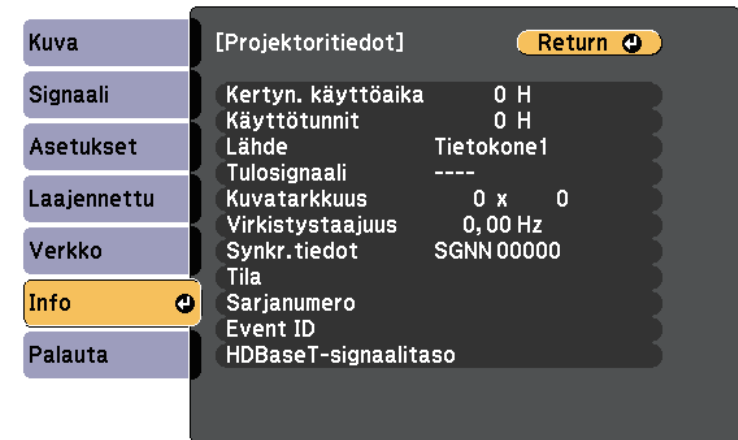 Kuva
Signaali
Asetukset
Laajennettu
Verkko
Info
Palauta
[Projektoritiedot] Return
Kertyn. käyttöaika 0 H
Käyttötunnit 0 H
Lähde Tietokone1
Tulosignaali ----
Kuvatarkkuus 0 x 0
Virkistystaajuus 0,00 Hz
Synkr.tiedot SGNN 00000
Tila
Sarjanumero
Event ID
HDBaseT-signaalitaso